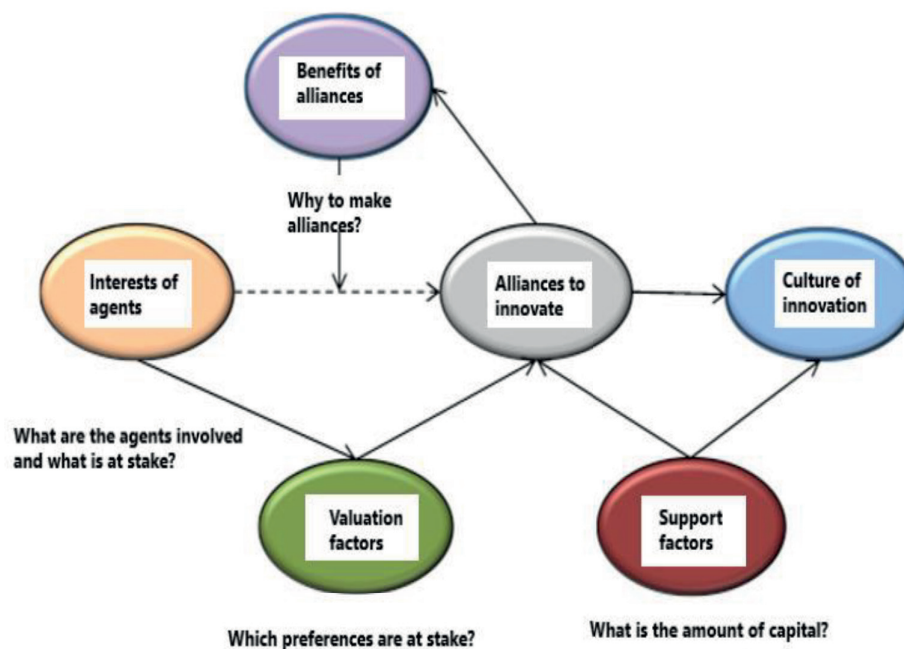 Benefits of
alliances
Why to make
alliances?
Interests of
agents
Alliances to
innovate
Culture of
innovation
What are the agents involved
and what is at stake?
Valuation
factors
Support
factors
Which preferences are at stake?
What is the amount of capital?